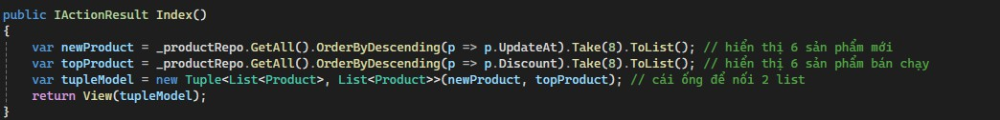 public IActionResult Index()
{
var newProduct = _productRepo.GetAll().OrderByDescending(p => p.UpdateAt).Take(8).ToList(); // hiển thị 6 sản phẩm mới
var topProduct = _productRepo.GetAll().OrderByDescending(p => p.Discount).Take(8).ToList(); // hiển thị 6 sản phẩm bán chạy
var tupleModel = new Tuple<List<Product>, List<Product>>(newProduct, topProduct); // cái ống để nối 2 list
return View(tupleModel);
}